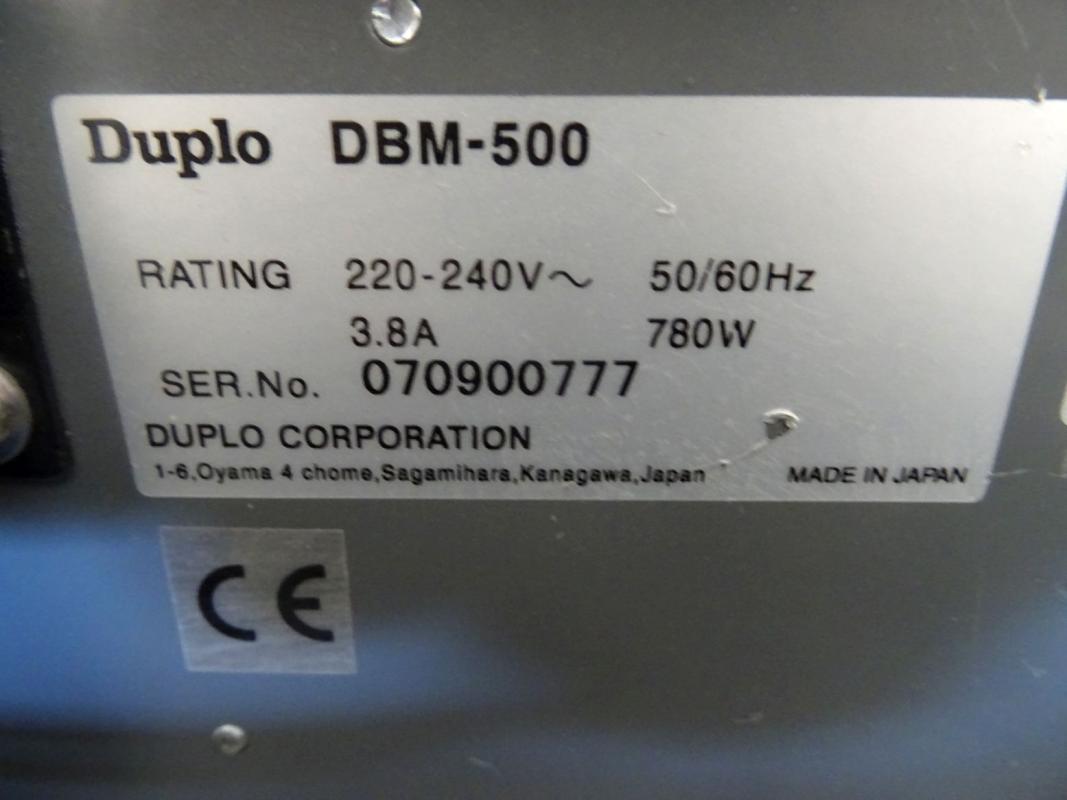 Duplo DBM-500
RATING 220-240V～ 50/60Hz
3.8A 780W
SER.No. 070900777
DUPLO CORPORATION
1-6,Oyama 4 chome,Sagamihara,Kanagawa,Japan MADE IN JAPAN
CE